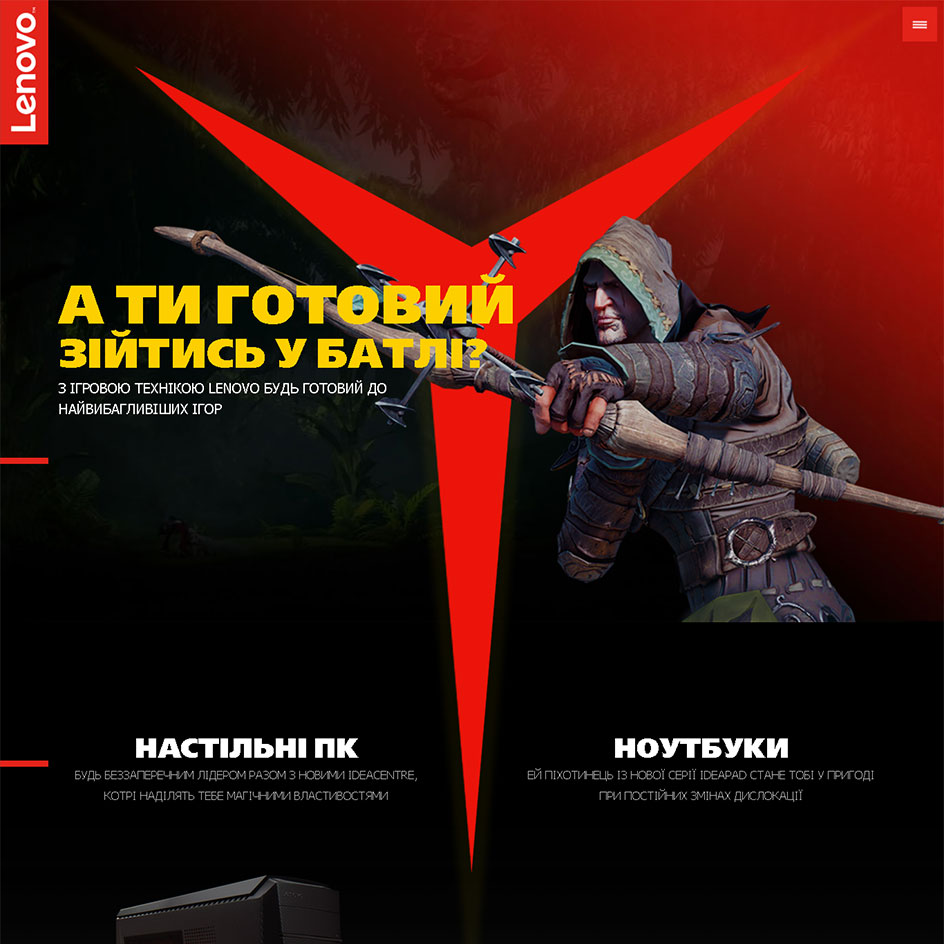 Lenovo™
А ТИ ГОТОВИЙ
ЗІЙТИСЬ У БАТЛІ?
З ІГРОВОЮ ТЕХНІКОЮ LENOVO БУДЬ ГОТОВИЙ ДО
НАЙВИБАГЛИВІШИХ ІГОР
НАСТІЛЬНІ ПК
БУДЬ БЕЗЗАПЕРЕЧНИМ ЛІДЕРОМ РАЗОМ З НОВИМИ IDEACENTRE,
КОТРІ НАДІЛЯТЬ ТЕБЕ МАГІЧНИМИ ВЛАСТИВОСТЯМИ
НОУТБУКИ
ЕЙ ПІХОТИНЕЦЬ ІЗ НОВОЇ СЕРІЇ IDEAPAD СТАНЕ ТОБІ У ПРИГОДІ
ПРИ ПОСТІЙНИХ ЗМІНАХ ДИСЛОКАЦІЇ